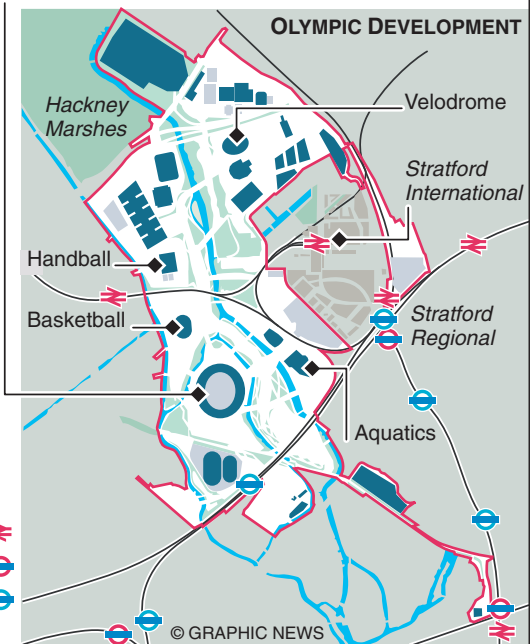 OLYMPIC DEVELOPMENT
Hackney
Marshes
Velodrome
Stratford
International
Handball
Basketball
Stratford
Regional
Aquatics
© GRAPHIC NEWS